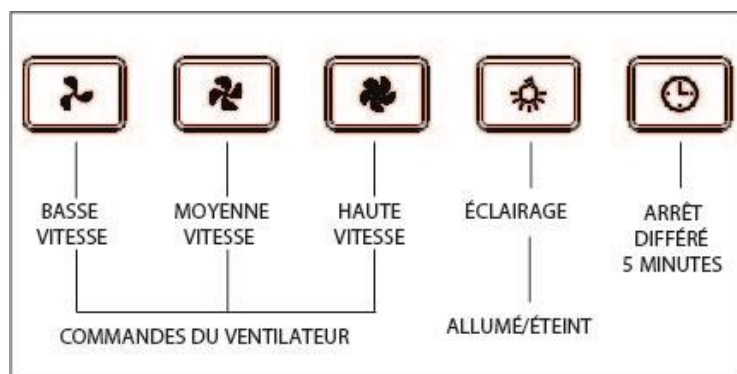 BASSE
VITESSE
MOYENNE
VITESSE
HAUTE
VITESSE
ÉCLAIRAGE
ARRÊT
DIFFÉRÉ
5 MINUTES
COMMANDES DU VENTILATEUR
ALLUMÉ/ÉTEINT